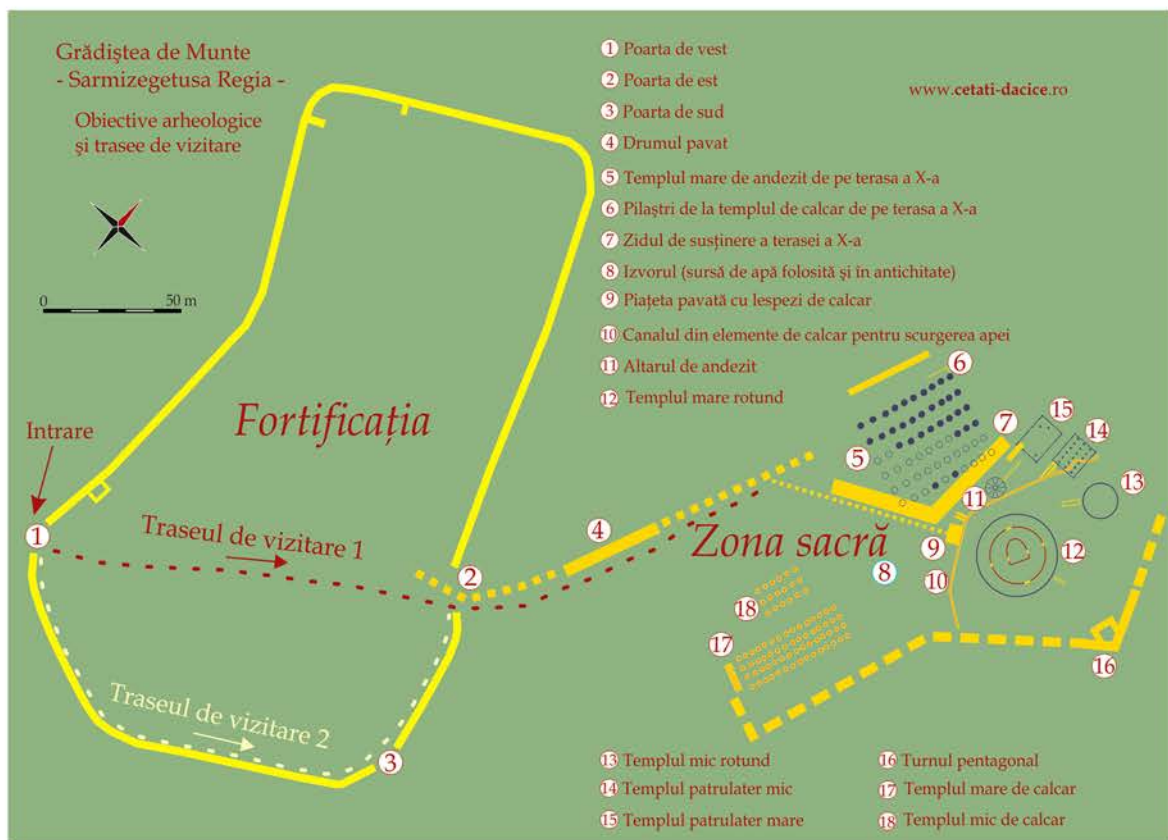 Grădiştea de Munte
- Sarmizegetusa Regia -
Obiective arheologice
şi trasee de vizitare
0 50 m
1 Poarta de vest
2 Poarta de est
3 Poarta de sud
4 Drumul pavat
5 Templul mare de andezit de pe terasa a X-a
6 Pilaştri de la templul de calcar de pe terasa a X-a
7 Zidul de susţinere a terasei a X-a
8 Izvorul (sursă de apă folosită şi în antichitate)
9 Piaţeta pavată cu lespezi de calcar
10 Canalul din elemente de calcar pentru scurgerea apei
11 Altarul de andezit
12 Templul mare rotund
www.cetati-dacice.ro
Fortificaţia
Intrare
1
Traseul de vizitare 1
2
Traseul de vizitare 2
3
4
Zona sacră
5
6
7
15
14
13
11
12
9
8
10
18
17
16
13 Templul mic rotund
14 Templul patrulater mic
15 Templul patrulater mare
16 Turnul pentagonal
17 Templul mare de calcar
18 Templul mic de calcar